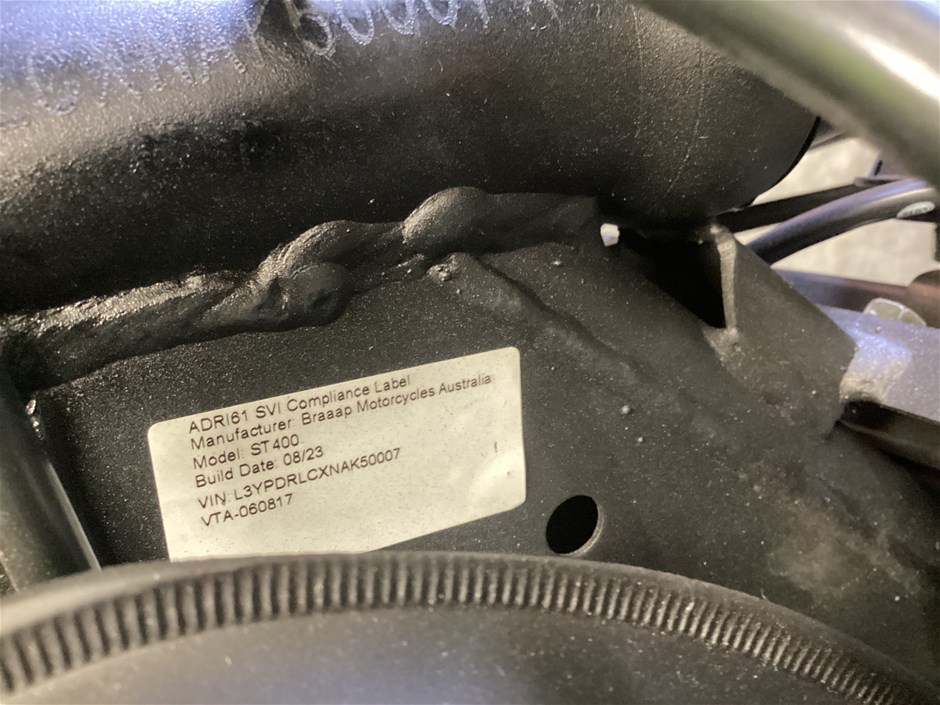 ADRI61 SVI Compliance Label
Manufacturer: Braaap Motorcycles Australia
Model: ST400
Build Date: 08/23
VIN: L3YPDRLCXNAK50007
VTA-060817